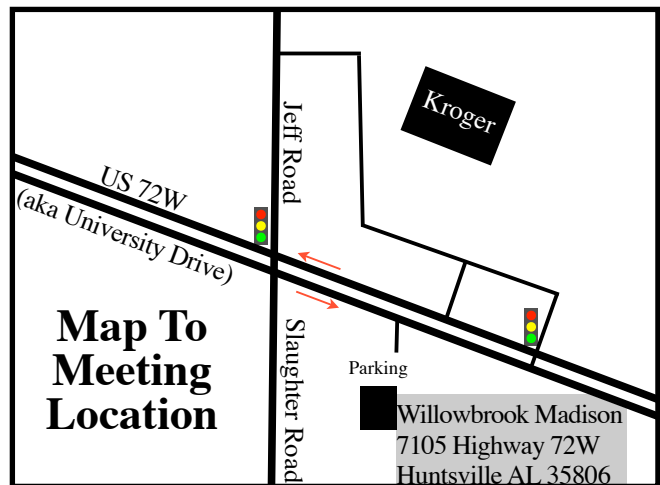 Kroger
Jeff Road
US 72W
(aka University Drive)
Map To
Meeting
Location
Slaughter Road
Parking
Willowbrook Madison
7105 Highway 72W
Huntsville AL 35806